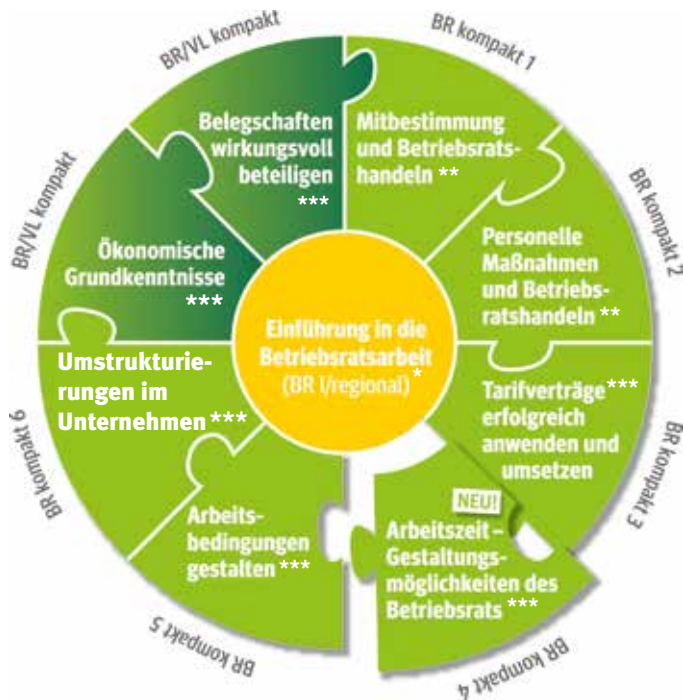 BR/VL kompakt
Belegschaften
wirkungsvoll
beteiligen
***
BR kompakt 1
Mitbestimmung
und Betriebsrats-
handeln **
BR kompakt 2
Personelle
Maßnahmen
und Betriebs-
ratshandeln **
BR/VL kompakt
Ökonomische
Grundkenntnisse
***
Einführung in die
Betriebsratsarbeit
(BR I/regional) *
Umstrukturie-
rungen im
Unternehmen ***
BR kompakt 6
Tarifverträge ***
erfolgreich
anwenden und
umsetzen
BR kompakt 3
Arbeits-
bedingungen
gestalten ***
BR kompakt 5
NEU!
Arbeitszeit –
Gestaltungs-
möglichkeiten des
Betriebsrats ***
BR kompakt 4